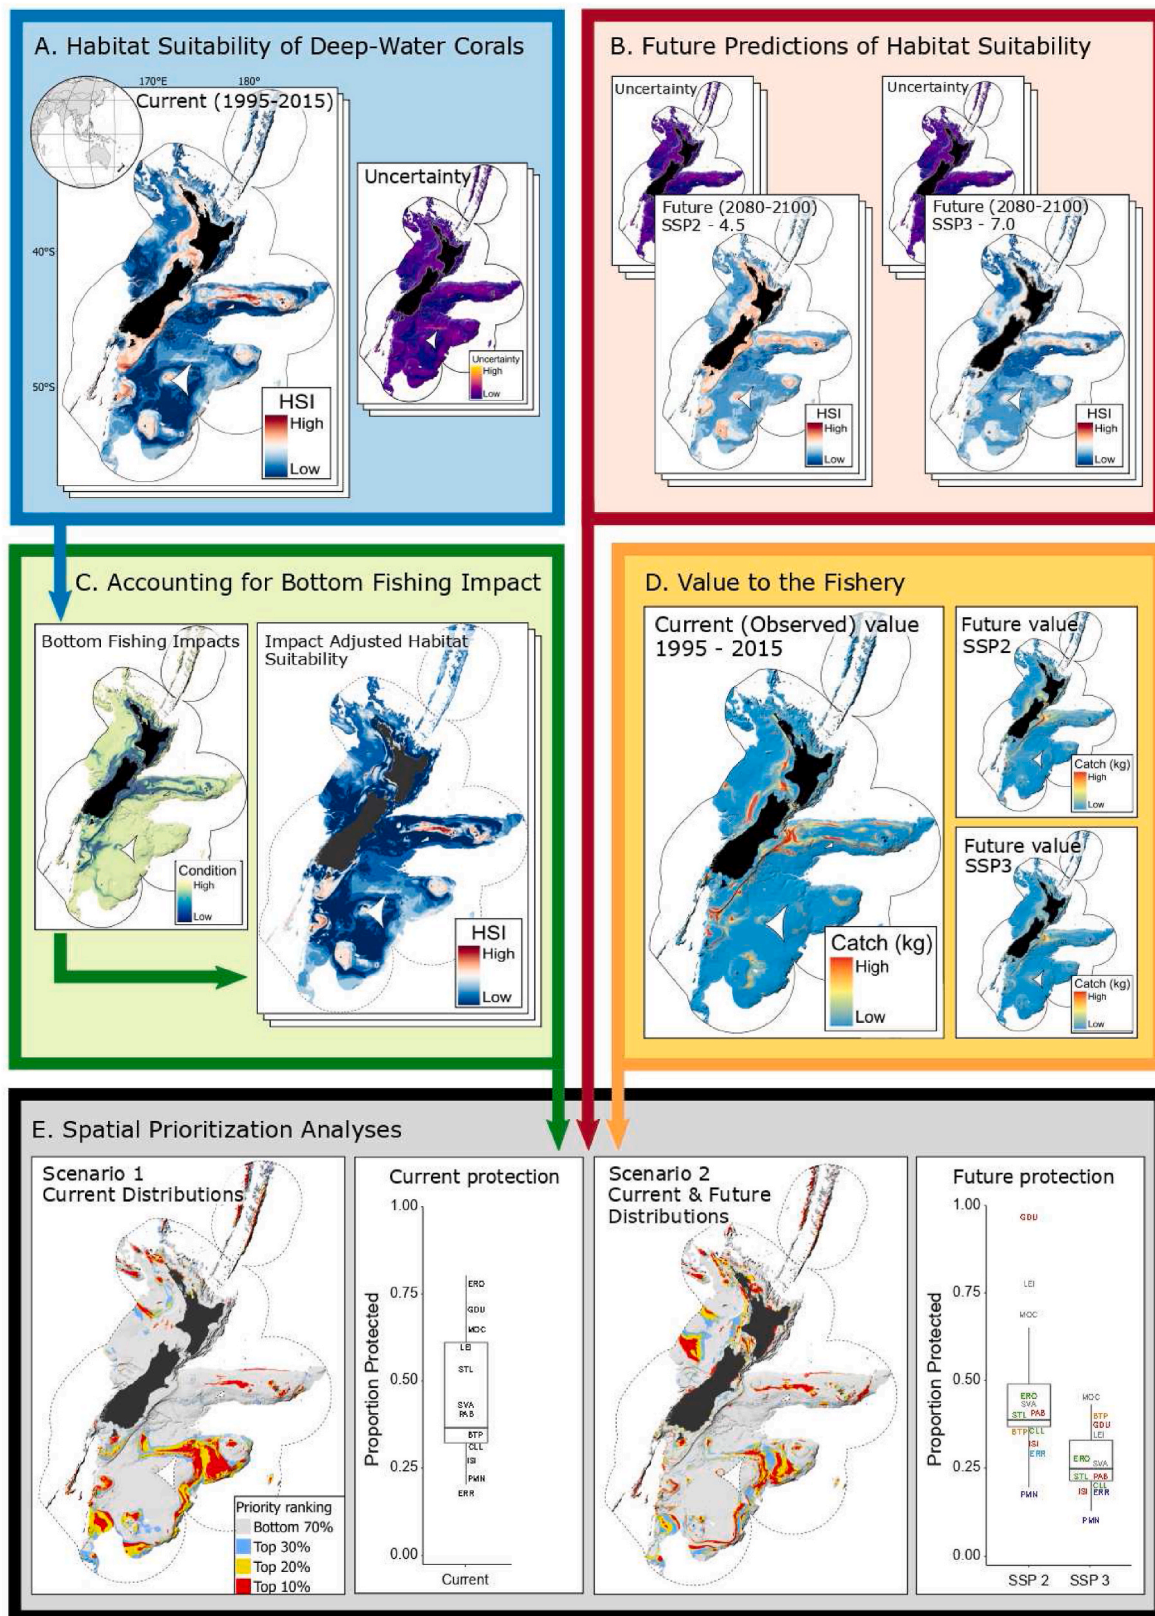 A. Habitat Suitability of Deep-Water Corals
170°E 180°
Current (1995-2015)
40°S
50°S
HSI
High
Low
Uncertainty
Uncertainty
High
Low
B. Future Predictions of Habitat Suitability
Uncertainty
Uncertainty
Future (2080-2100)
SSP2 - 4.5
HSI
High
Low
Future (2080-2100)
SSP3 - 7.0
HSI
High
Low
C. Accounting for Bottom Fishing Impact
Bottom Fishing Impacts
Condition
High
Low
Impact Adjusted Habitat
Suitability
HSI
High
Low
D. Value to the Fishery
Current (Observed) value
1995 - 2015
Catch (kg)
High
Low
Future value
SSP2
Catch (kg)
High
Low
Future value
SSP3
Catch (kg)
High
Low
E. Spatial Prioritization Analyses
Scenario 1
Current Distributions
Priority ranking
Bottom 70%
Top 30%
Top 20%
Top 10%
Current protection
Proportion Protected
1.00
0.75
0.50
0.25
0.00
ERO
GDU
MOC
LEI
STL
SVA
PAB
BTP
CLL
ISI
PMN
ERR
Current
Scenario 2
Current & Future
Distributions
Future protection
Proportion Protected
1.00
0.75
0.50
0.25
0.00
GDU
LEI
MOC
ERO
SVA
STL PAB
BTP CLL
ISI
ERR
PMN
MOC
BTP
GDU
LEI
ERO
SVA
STL PAB
CLL
ISI ERR
PMN
SSP 2 SSP 3